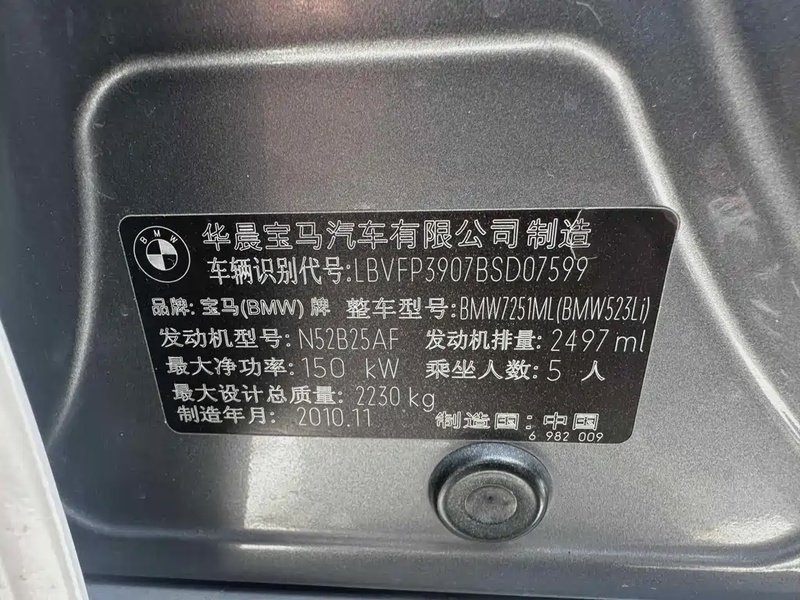 BMW
华晨宝马汽车有限公司 制造
车辆识别代号:LBVFP3907BSD07599
品牌: 宝马(BMW) 牌 整车型号:BMW7251ML(BMW523Li)
发动机型号: N52B25AF 发动机排量: 2497 ml
最大净功率: 150 kW 乘坐人数: 5 人
最大设计总质量: 2230 kg
制造年月: 2010.11 制造国: 中国
6 982 009